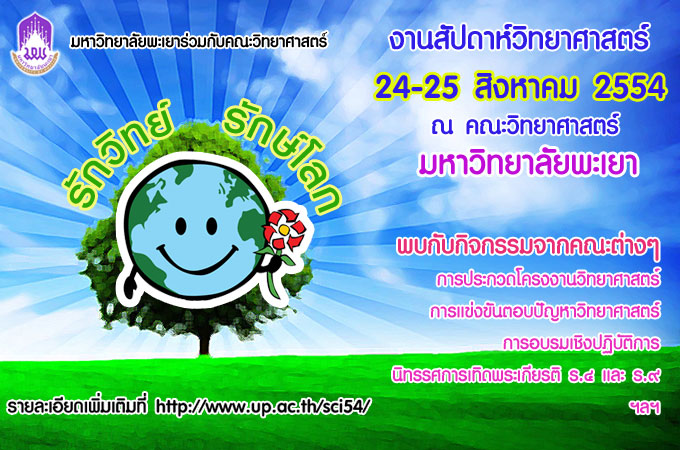 มหาวิทยาลัยพะเยาร่วมกับคณะวิทยาศาสตร์
งานสัปดาห์วิทยาศาสตร์
24-25 สิงหาคม 2554
ณ คณะวิทยาศาสตร์
มหาวิทยาลัยพะเยา
รักวิทย์ รักษ์โลก
พบกับกิจกรรมจากคณะต่างๆ
การประกวดโครงงานวิทยาศาสตร์
การแข่งขันตอบปัญหาวิทยาศาสตร์
การอบรมเชิงปฏิบัติการ
นิทรรศการเทิดพระเกียรติ ร.๔ และ ร.๙
ฯลฯ
รายละเอียดเพิ่มเติมที่ http://www.up.ac.th/sci54/